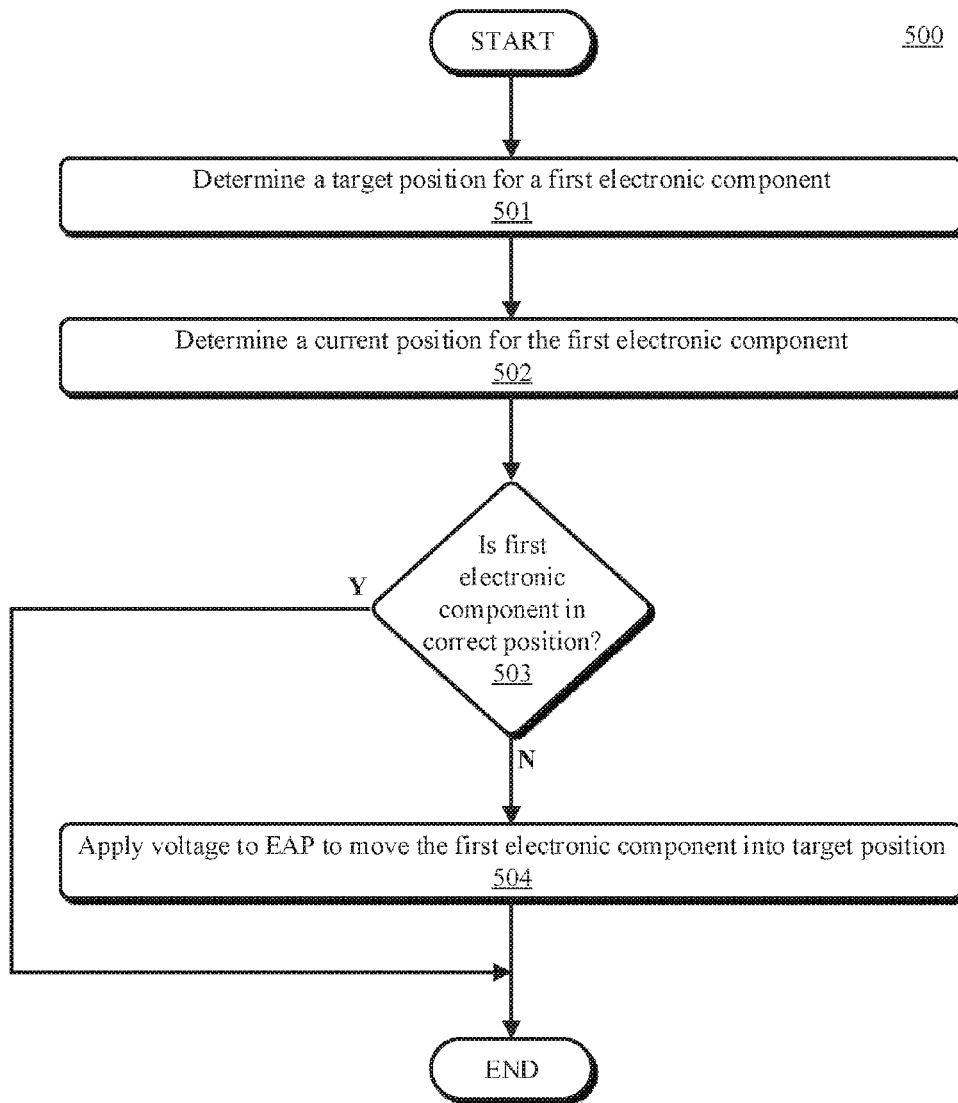 START
500
Determine a target position for a first electronic component
501
Determine a current position for the first electronic component
502
Is first
electronic
component in
correct position?
503
Y
N
Apply voltage to EAP to move the first electronic component into target position
504
END